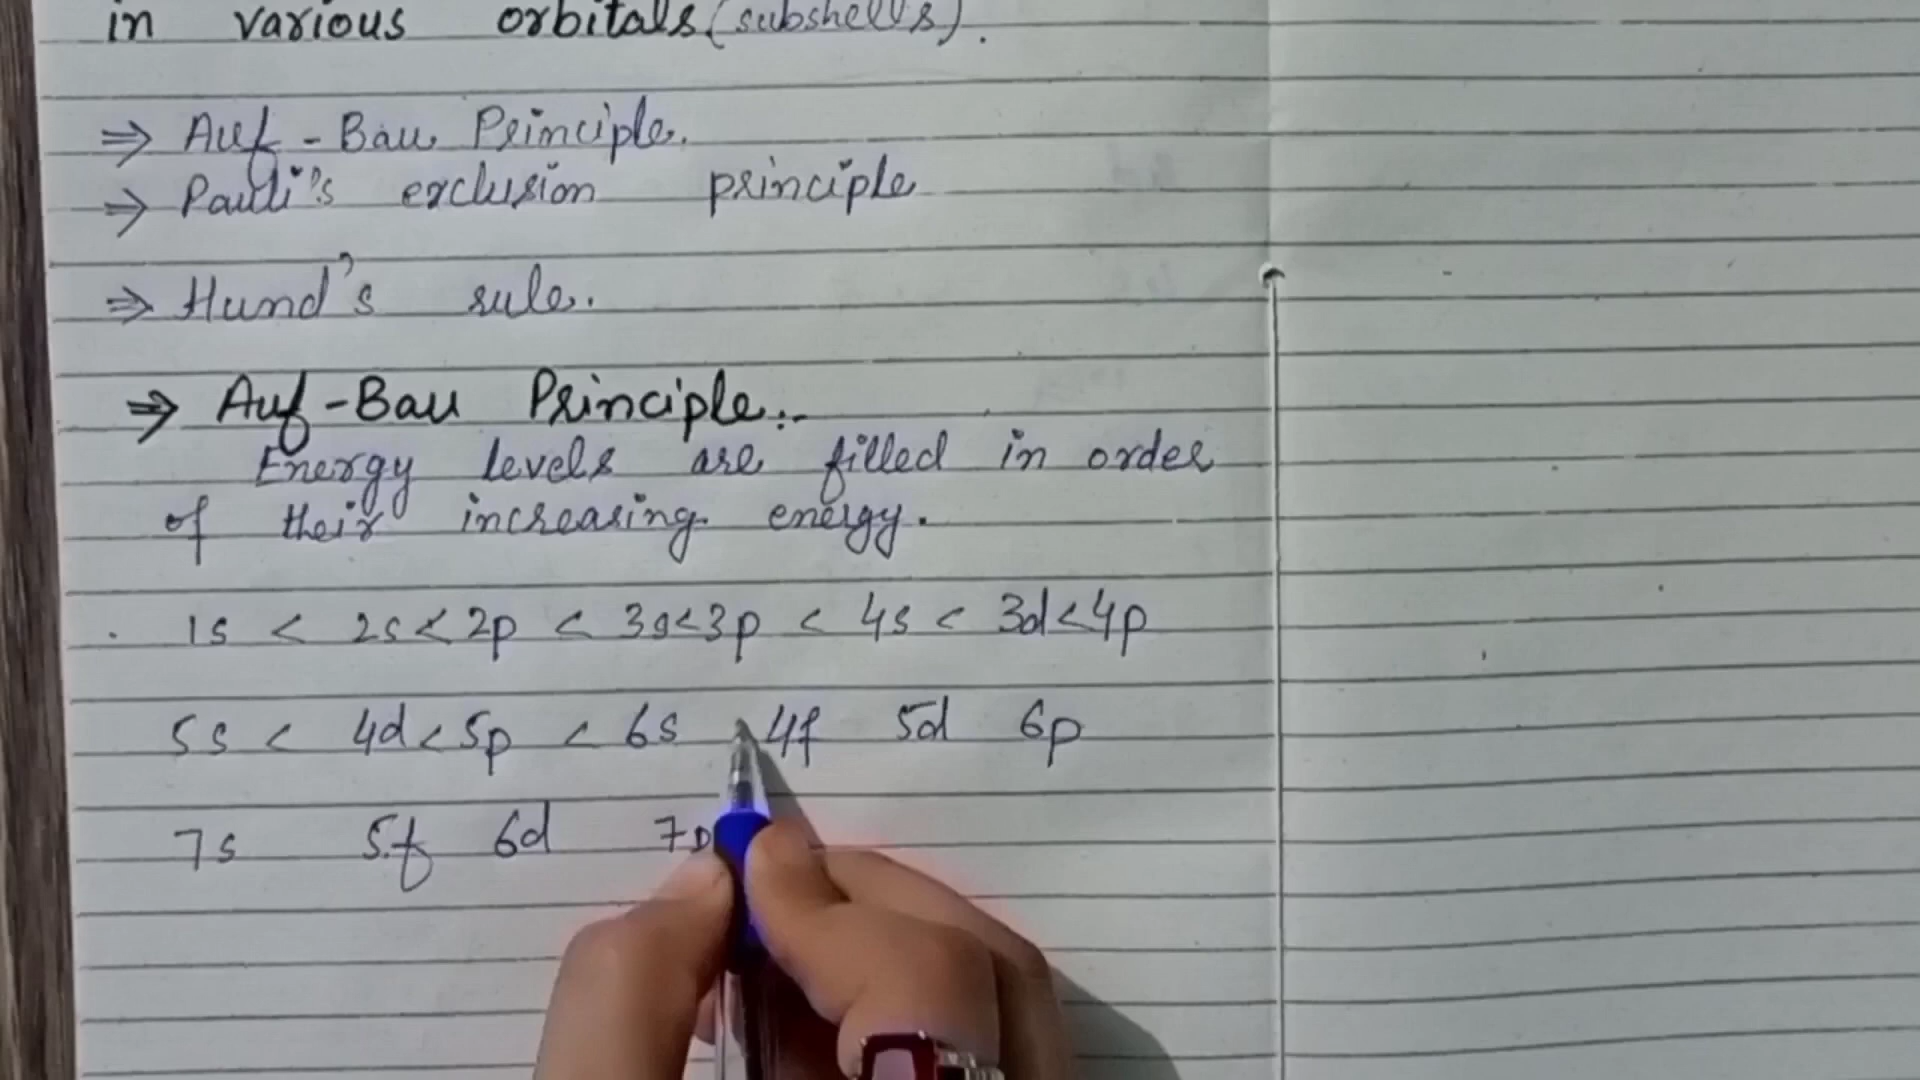 in various orbitals (subshells).
⇒ Auf-Bau Principle.
⇒ Pauli's exclusion principle
⇒ Hund's rule.
⇒ Auf-Bau Principle:-
Energy levels are filled in order
of their increasing energy.
1s < 2s < 2p < 3s < 3p < 4s < 3d < 4p
5s < 4d < 5p < 6s 4f 5d 6p
7s 5f 6d 7p